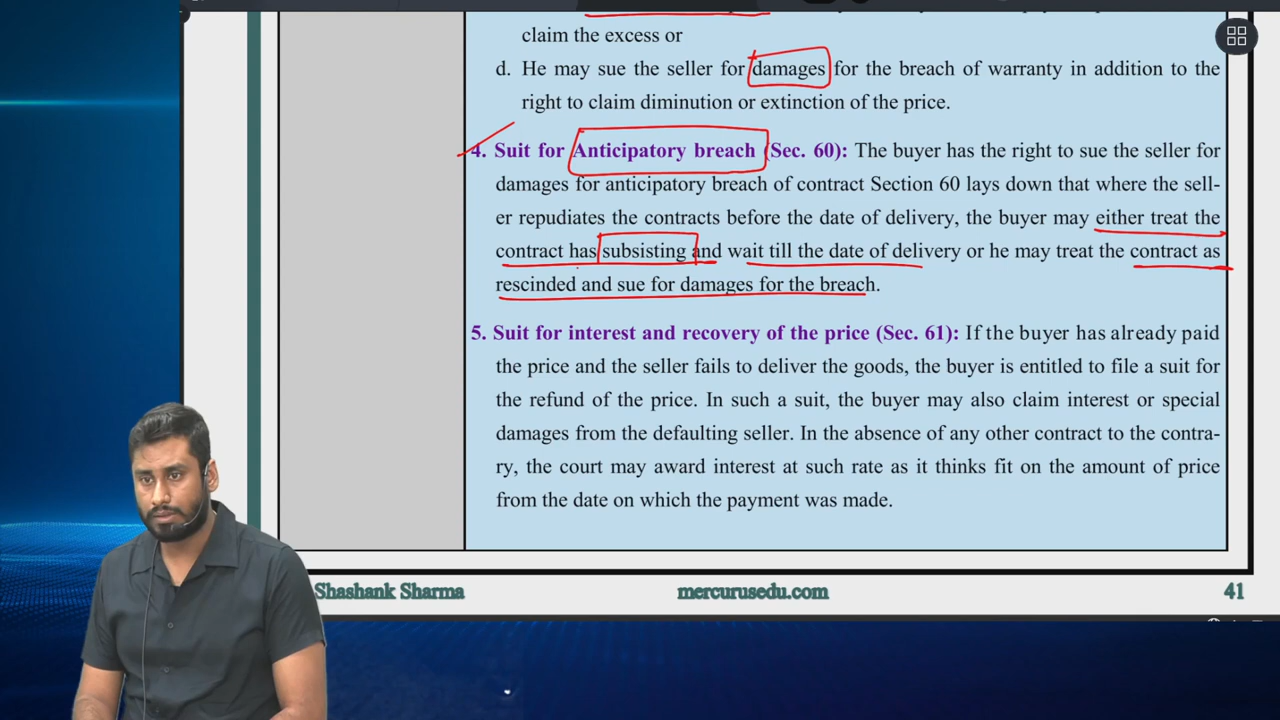 claim the excess or
d. He may sue the seller for damages for the breach of warranty in addition to the
right to claim diminution or extinction of the price.
4. Suit for Anticipatory breach (Sec. 60): The buyer has the right to sue the seller for
damages for anticipatory breach of contract Section 60 lays down that where the sell-
er repudiates the contracts before the date of delivery, the buyer may either treat the
contract has subsisting and wait till the date of delivery or he may treat the contract as
rescinded and sue for damages for the breach.
5. Suit for interest and recovery of the price (Sec. 61): If the buyer has already paid
the price and the seller fails to deliver the goods, the buyer is entitled to file a suit for
the refund of the price. In such a suit, the buyer may also claim interest or special
damages from the defaulting seller. In the absence of any other contract to the contra-
ry, the court may award interest at such rate as it thinks fit on the amount of price
from the date on which the payment was made.
Shashank Sharma mercurusedu.com 41